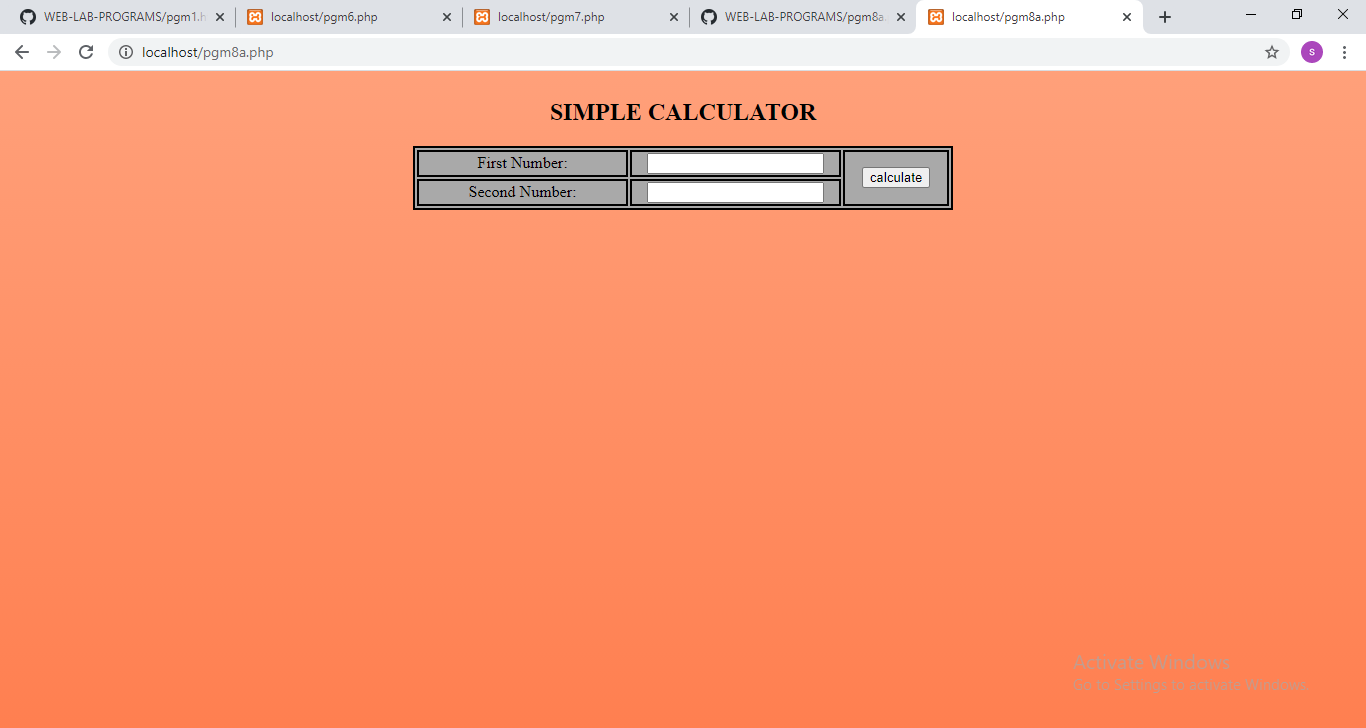 WEB-LAB-PROGRAMS/pgm1.h
localhost/pgm6.php
localhost/pgm7.php
WEB-LAB-PROGRAMS/pgm8a.
localhost/pgm8a.php
localhost/pgm8a.php
s
SIMPLE CALCULATOR
First Number:
calculate
Second Number:
Activate Windows
Go to Settings to activate Windows.